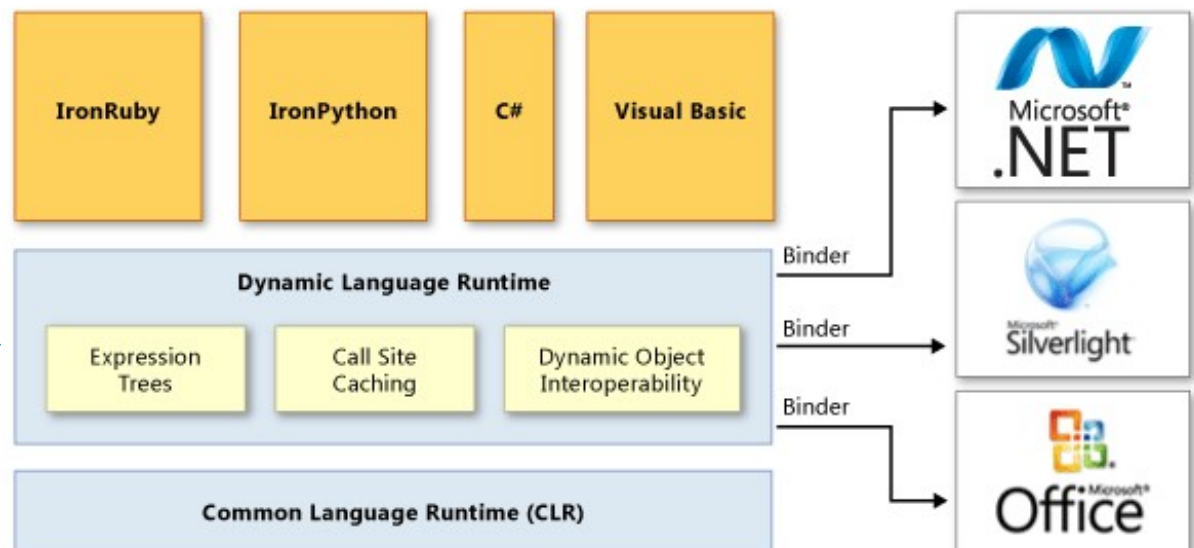 IronRuby
IronPython
C#
Visual Basic
Dynamic Language Runtime
Expression
Trees
Call Site
Caching
Dynamic Object
Interoperability
Common Language Runtime (CLR)
Binder
Binder
Binder
Microsoft®
.NET
™
Microsoft®
Silverlight
Microsoft®
Office